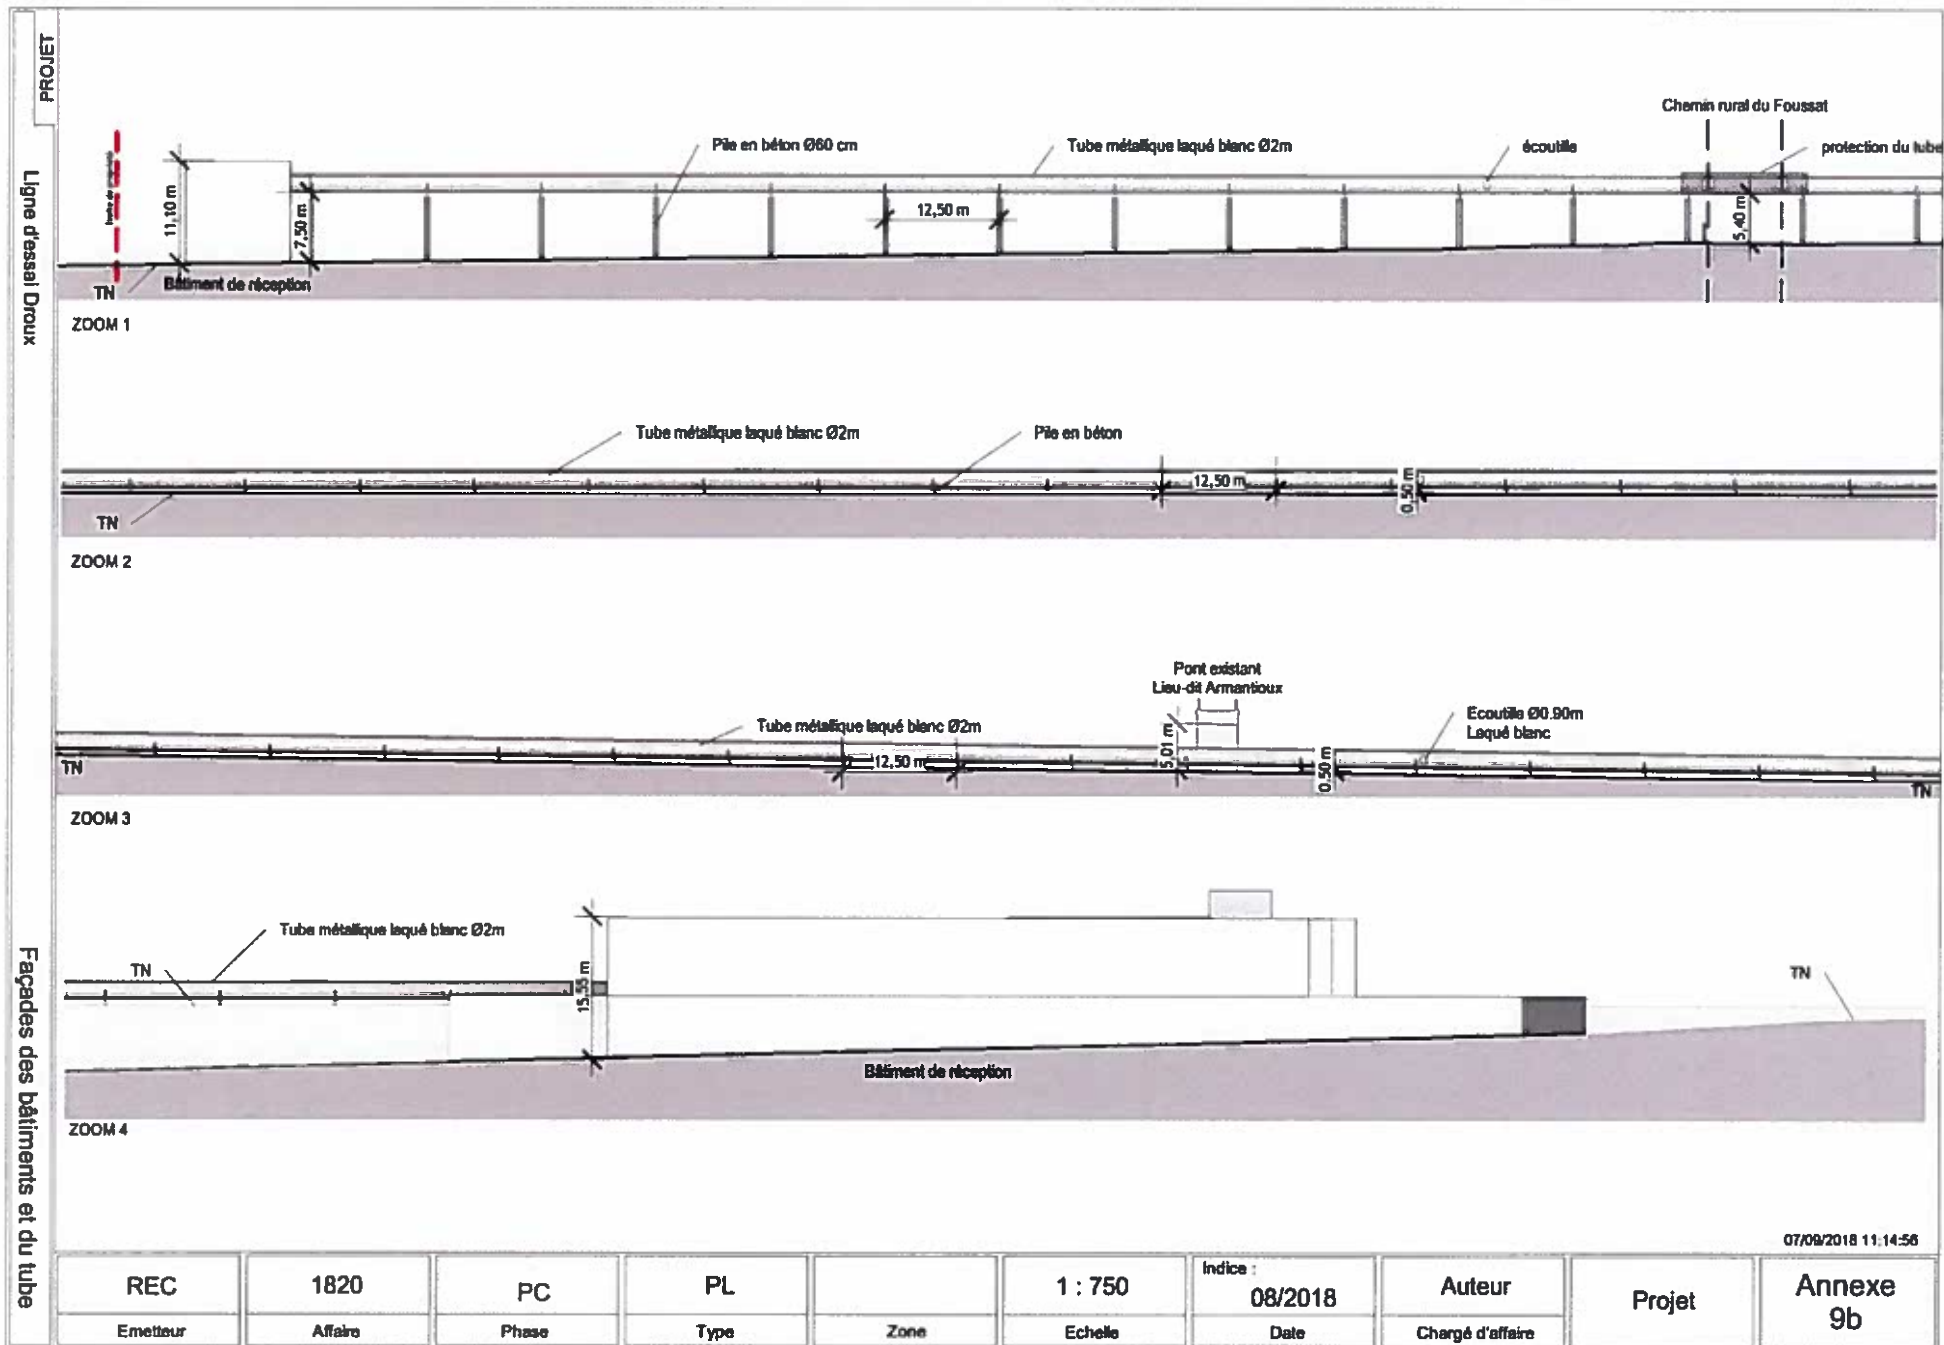 PROJET
Ligne d'essai Droux
Façades des bâtiments et du tube
Chemin rural du Foussat
Pile en béton Ø60 cm
Tube métallique laqué blanc Ø2m
écoutille
protection du tube
11,10 m
7,50 m
12,50 m
5,40 m
TN
Bâtiment de réception
ZOOM 1
Tube métallique laqué blanc Ø2m
Pile en béton
12,50 m
0,50 m
TN
ZOOM 2
Pont existant
Lieu-dit Armantioux
Tube métallique laqué blanc Ø2m
Ecoutille Ø0.90m
Laqué blanc
12,50 m
5,01 m
0,50 m
TN
TN
ZOOM 3
Tube métallique laqué blanc Ø2m
TN
15,55 m
TN
Bâtiment de réception
ZOOM 4
07/09/2018 11:14:56
REC
Emetteur
1820
Affaire
PC
Phase
PL
Type
Zone
1 : 750
Echelle
Indice :
08/2018
Date
Auteur
Chargé d'affaire
Projet
Annexe
9b